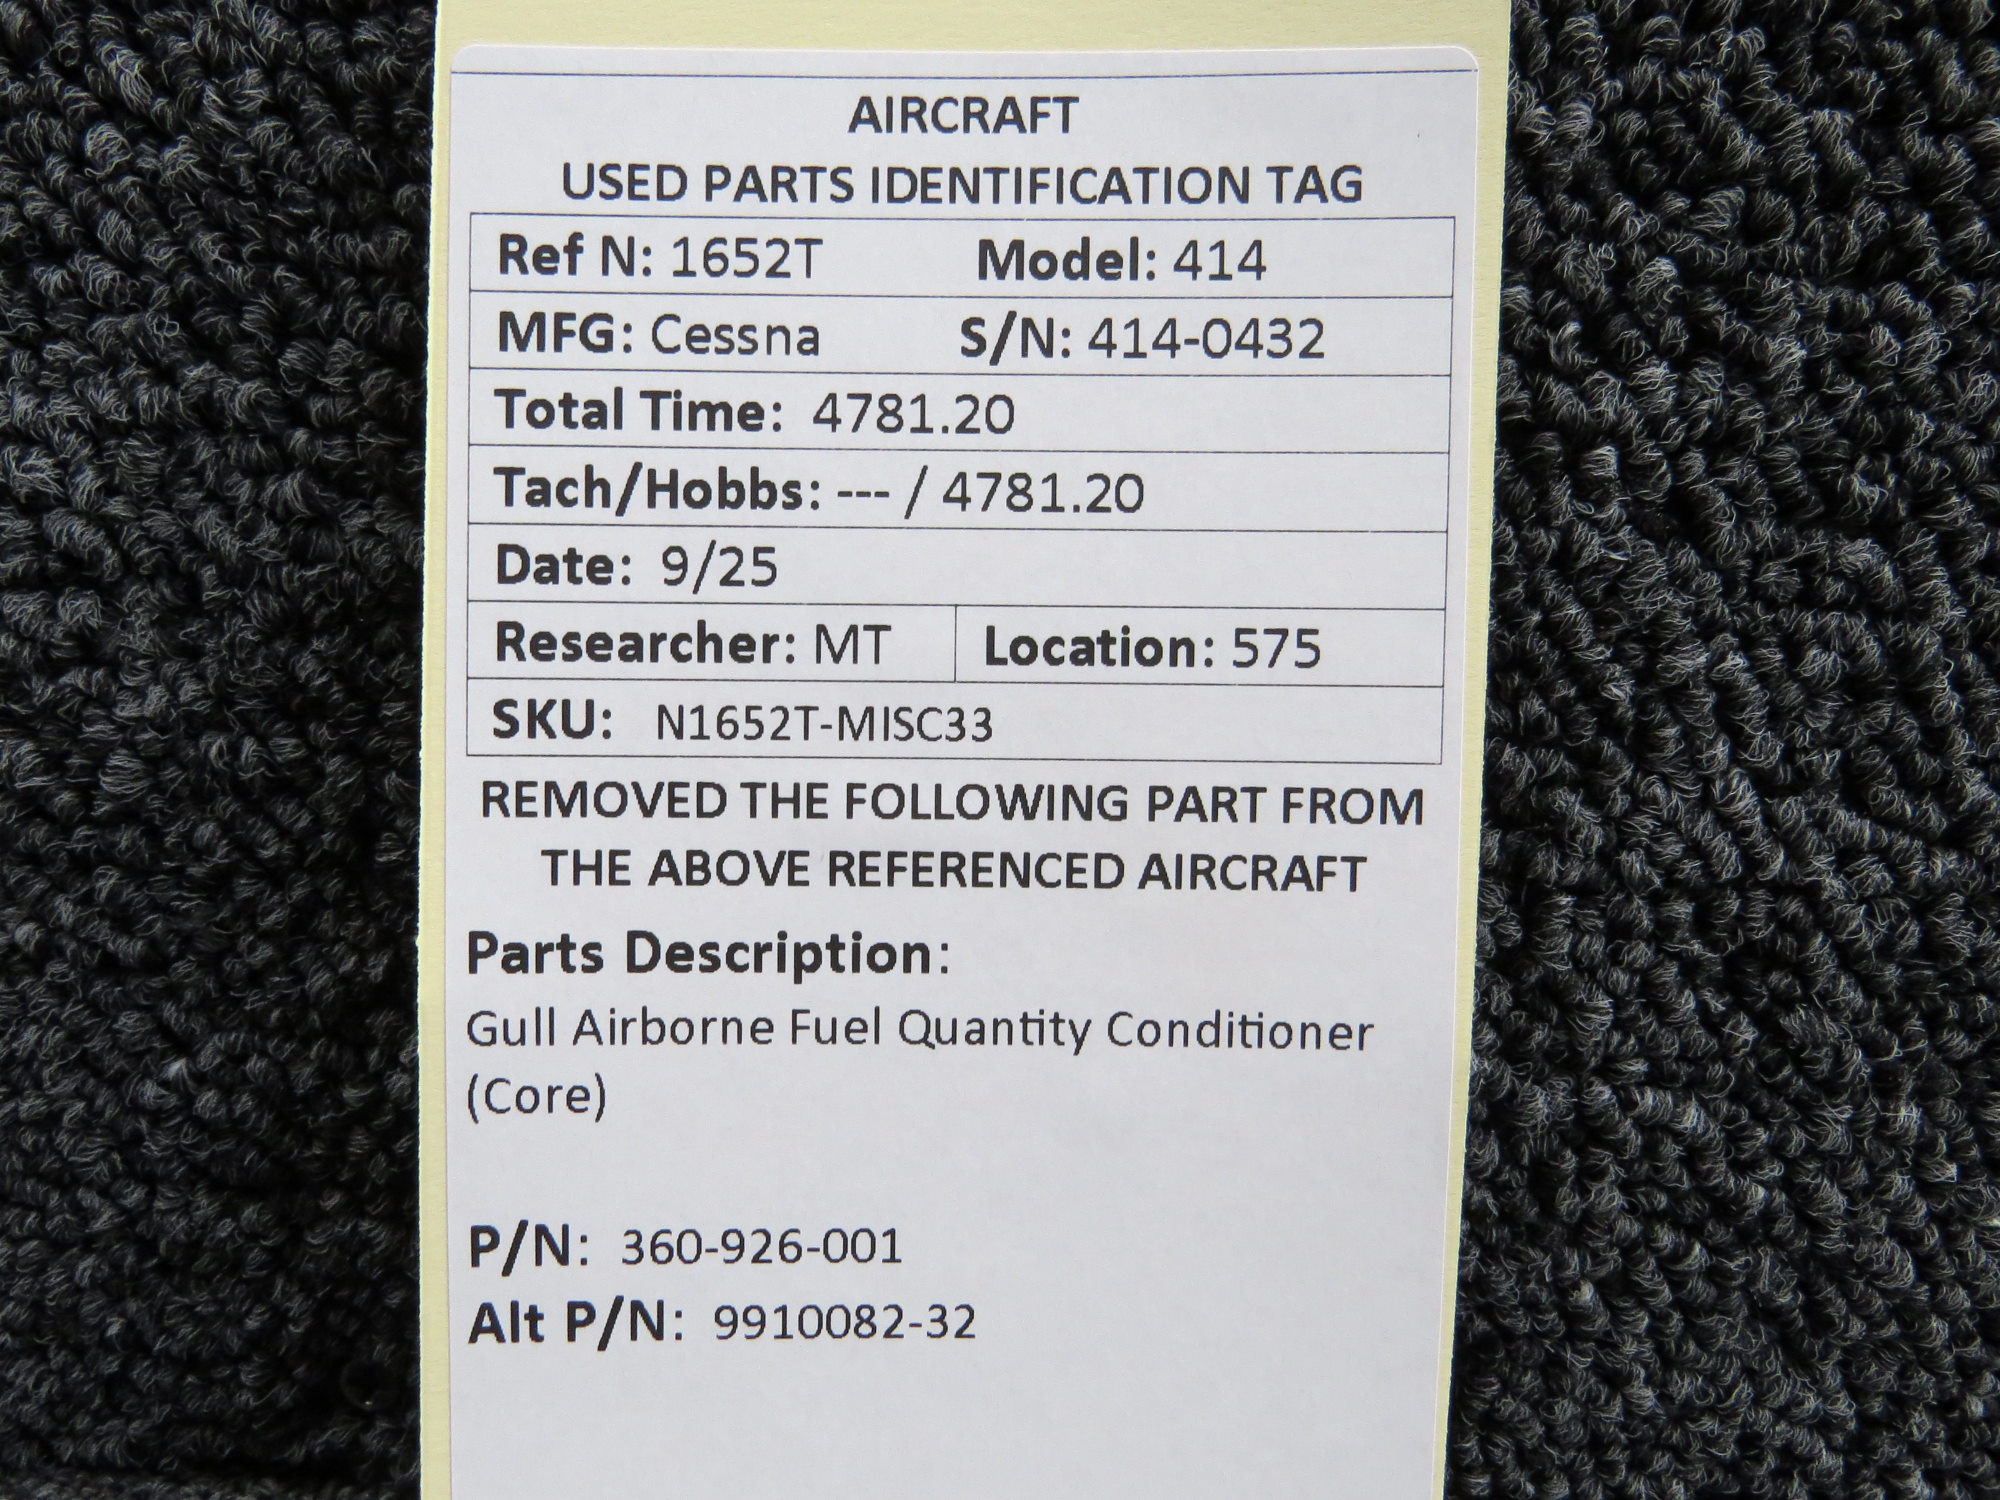 AIRCRAFT
USED PARTS IDENTIFICATION TAG
Ref N: 1652T Model: 414
MFG: Cessna S/N: 414-0432
Total Time: 4781.20
Tach/Hobbs: --- / 4781.20
Date: 9/25
Researcher: MT Location: 575
SKU: N1652T-MISC33
REMOVED THE FOLLOWING PART FROM
THE ABOVE REFERENCED AIRCRAFT
Parts Description:
Gull Airborne Fuel Quantity Conditioner
(Core)
P/N: 360-926-001
Alt P/N: 9910082-32